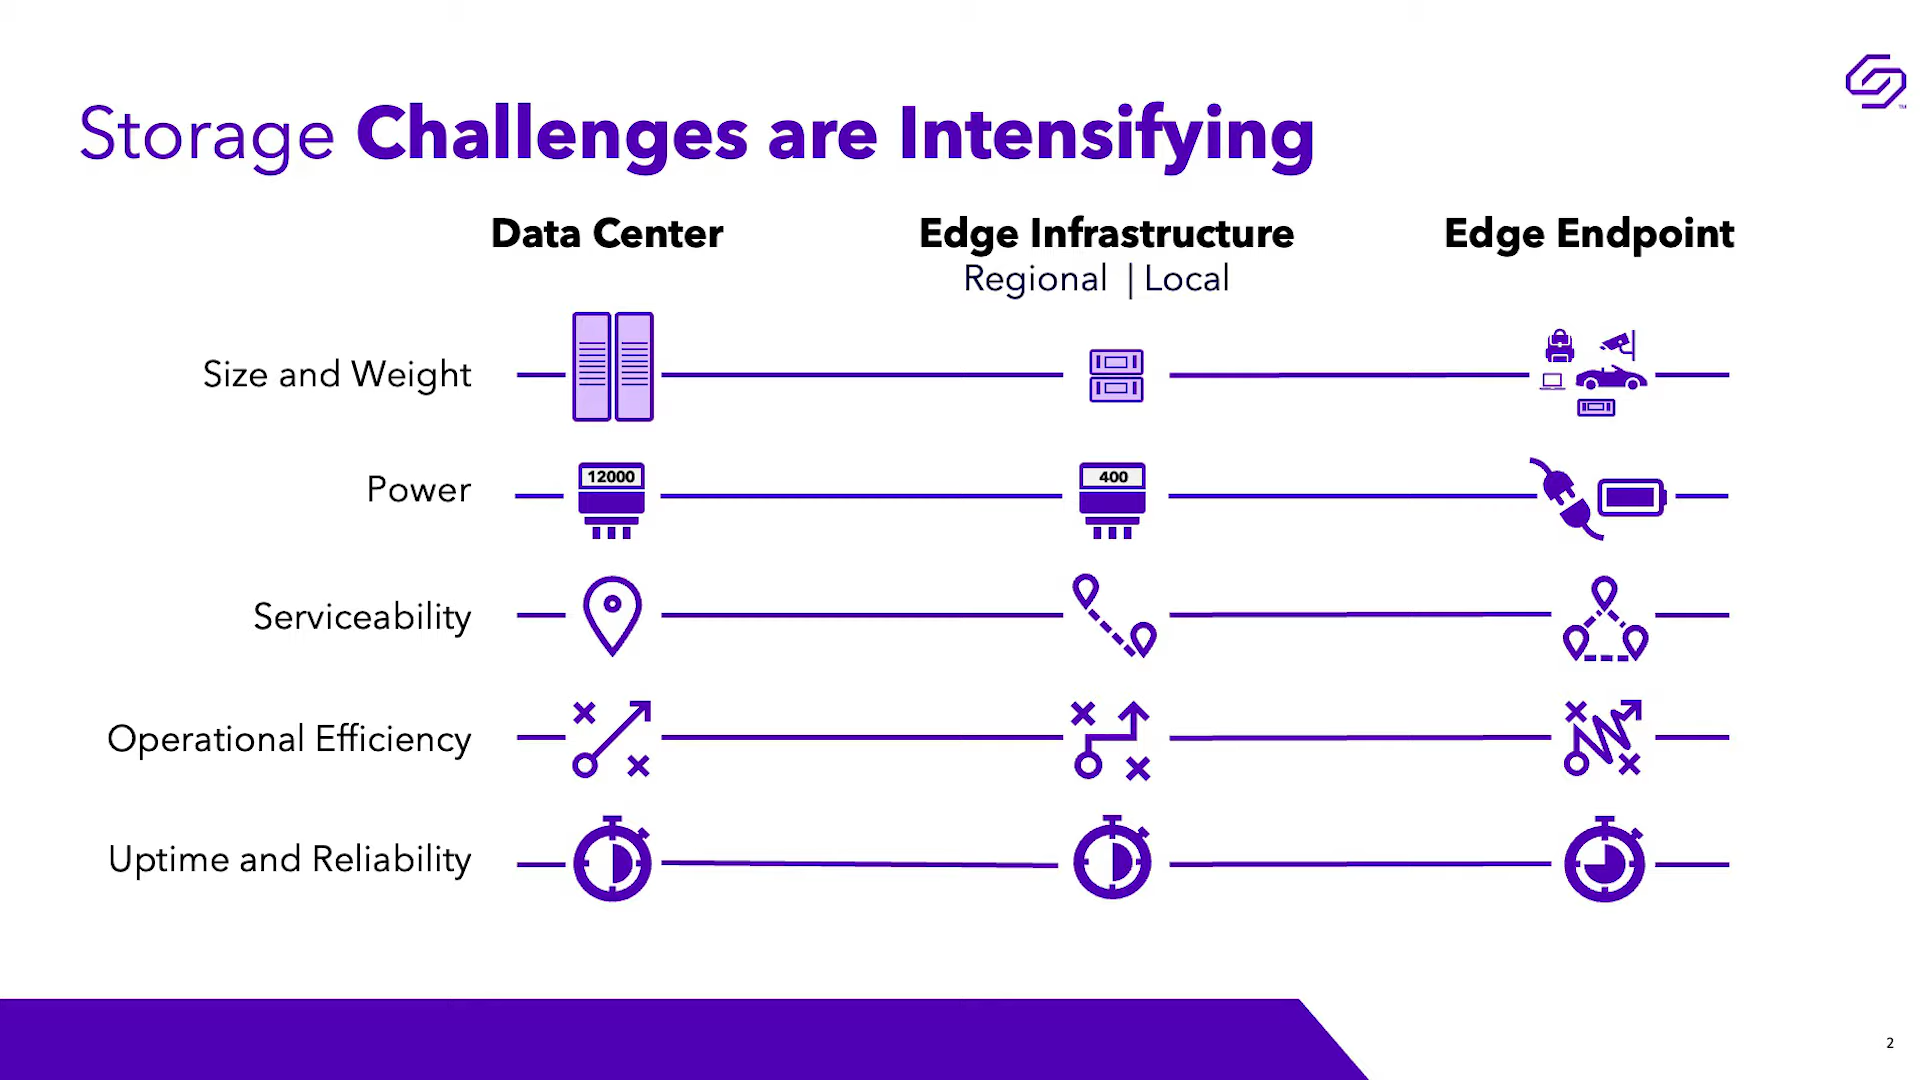 Storage Challenges are Intensifying
Data Center
Edge Infrastructure
Edge Endpoint
Regional | Local
Size and Weight
Power
12000
400
Serviceability
Operational Efficiency
Uptime and Reliability
TM
2